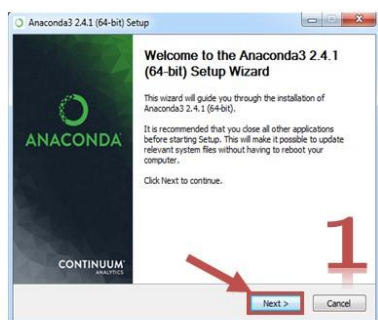 Anaconda3 2.4.1 (64-bit) Setup
Welcome to the Anaconda3 2.4.1
(64-bit) Setup Wizard
This wizard will guide you through the installation of
Anaconda3 2.4.1 (64-bit).
It is recommended that you close all other applications
before starting Setup. This will make it possible to update
relevant system files without having to reboot your
computer.
Click Next to continue.
ANACONDA
CONTINUUM
ANALYTICS
1
Next >
Cancel